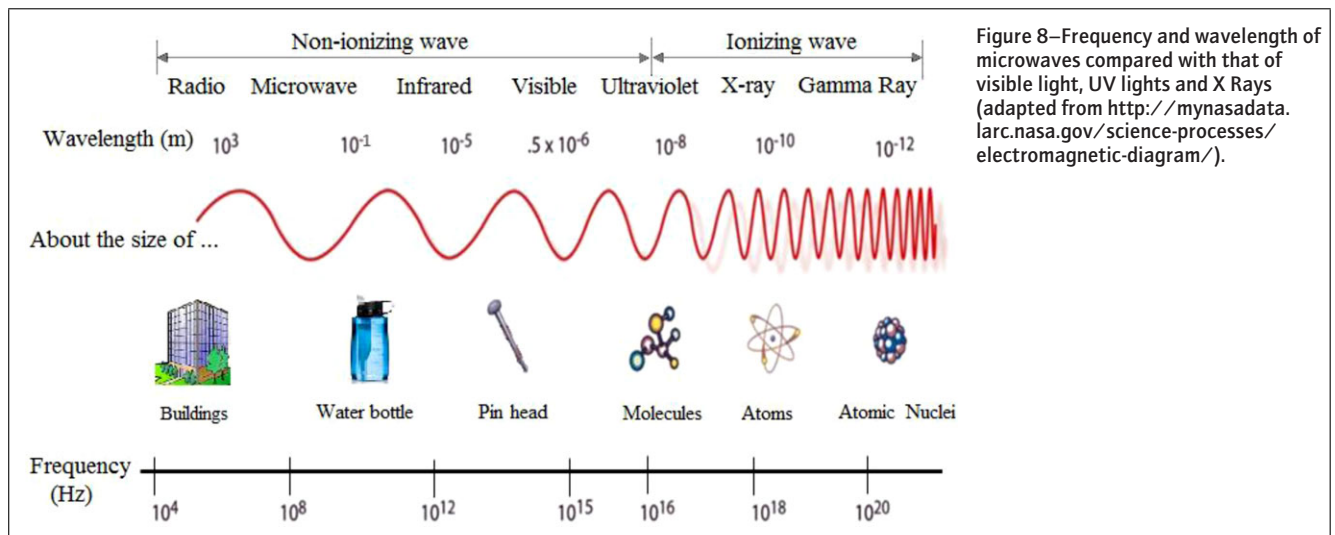 Non-ionizing wave Ionizing wave
Radio Microwave Infrared Visible Ultraviolet X-ray Gamma Ray
Wavelength (m) 10³ 10⁻¹ 10⁻⁵ .5 x 10⁻⁶ 10⁻⁸ 10⁻¹⁰ 10⁻¹²
About the size of ...
Buildings Water bottle Pin head Molecules Atoms Atomic Nuclei
Frequency
(Hz)
10⁴ 10⁸ 10¹² 10¹⁵ 10¹⁶ 10¹⁸ 10²⁰
Figure 8–Frequency and wavelength of
microwaves compared with that of
visible light, UV lights and X Rays
(adapted from http://mynasadata.
larc.nasa.gov/science-processes/
electromagnetic-diagram/).